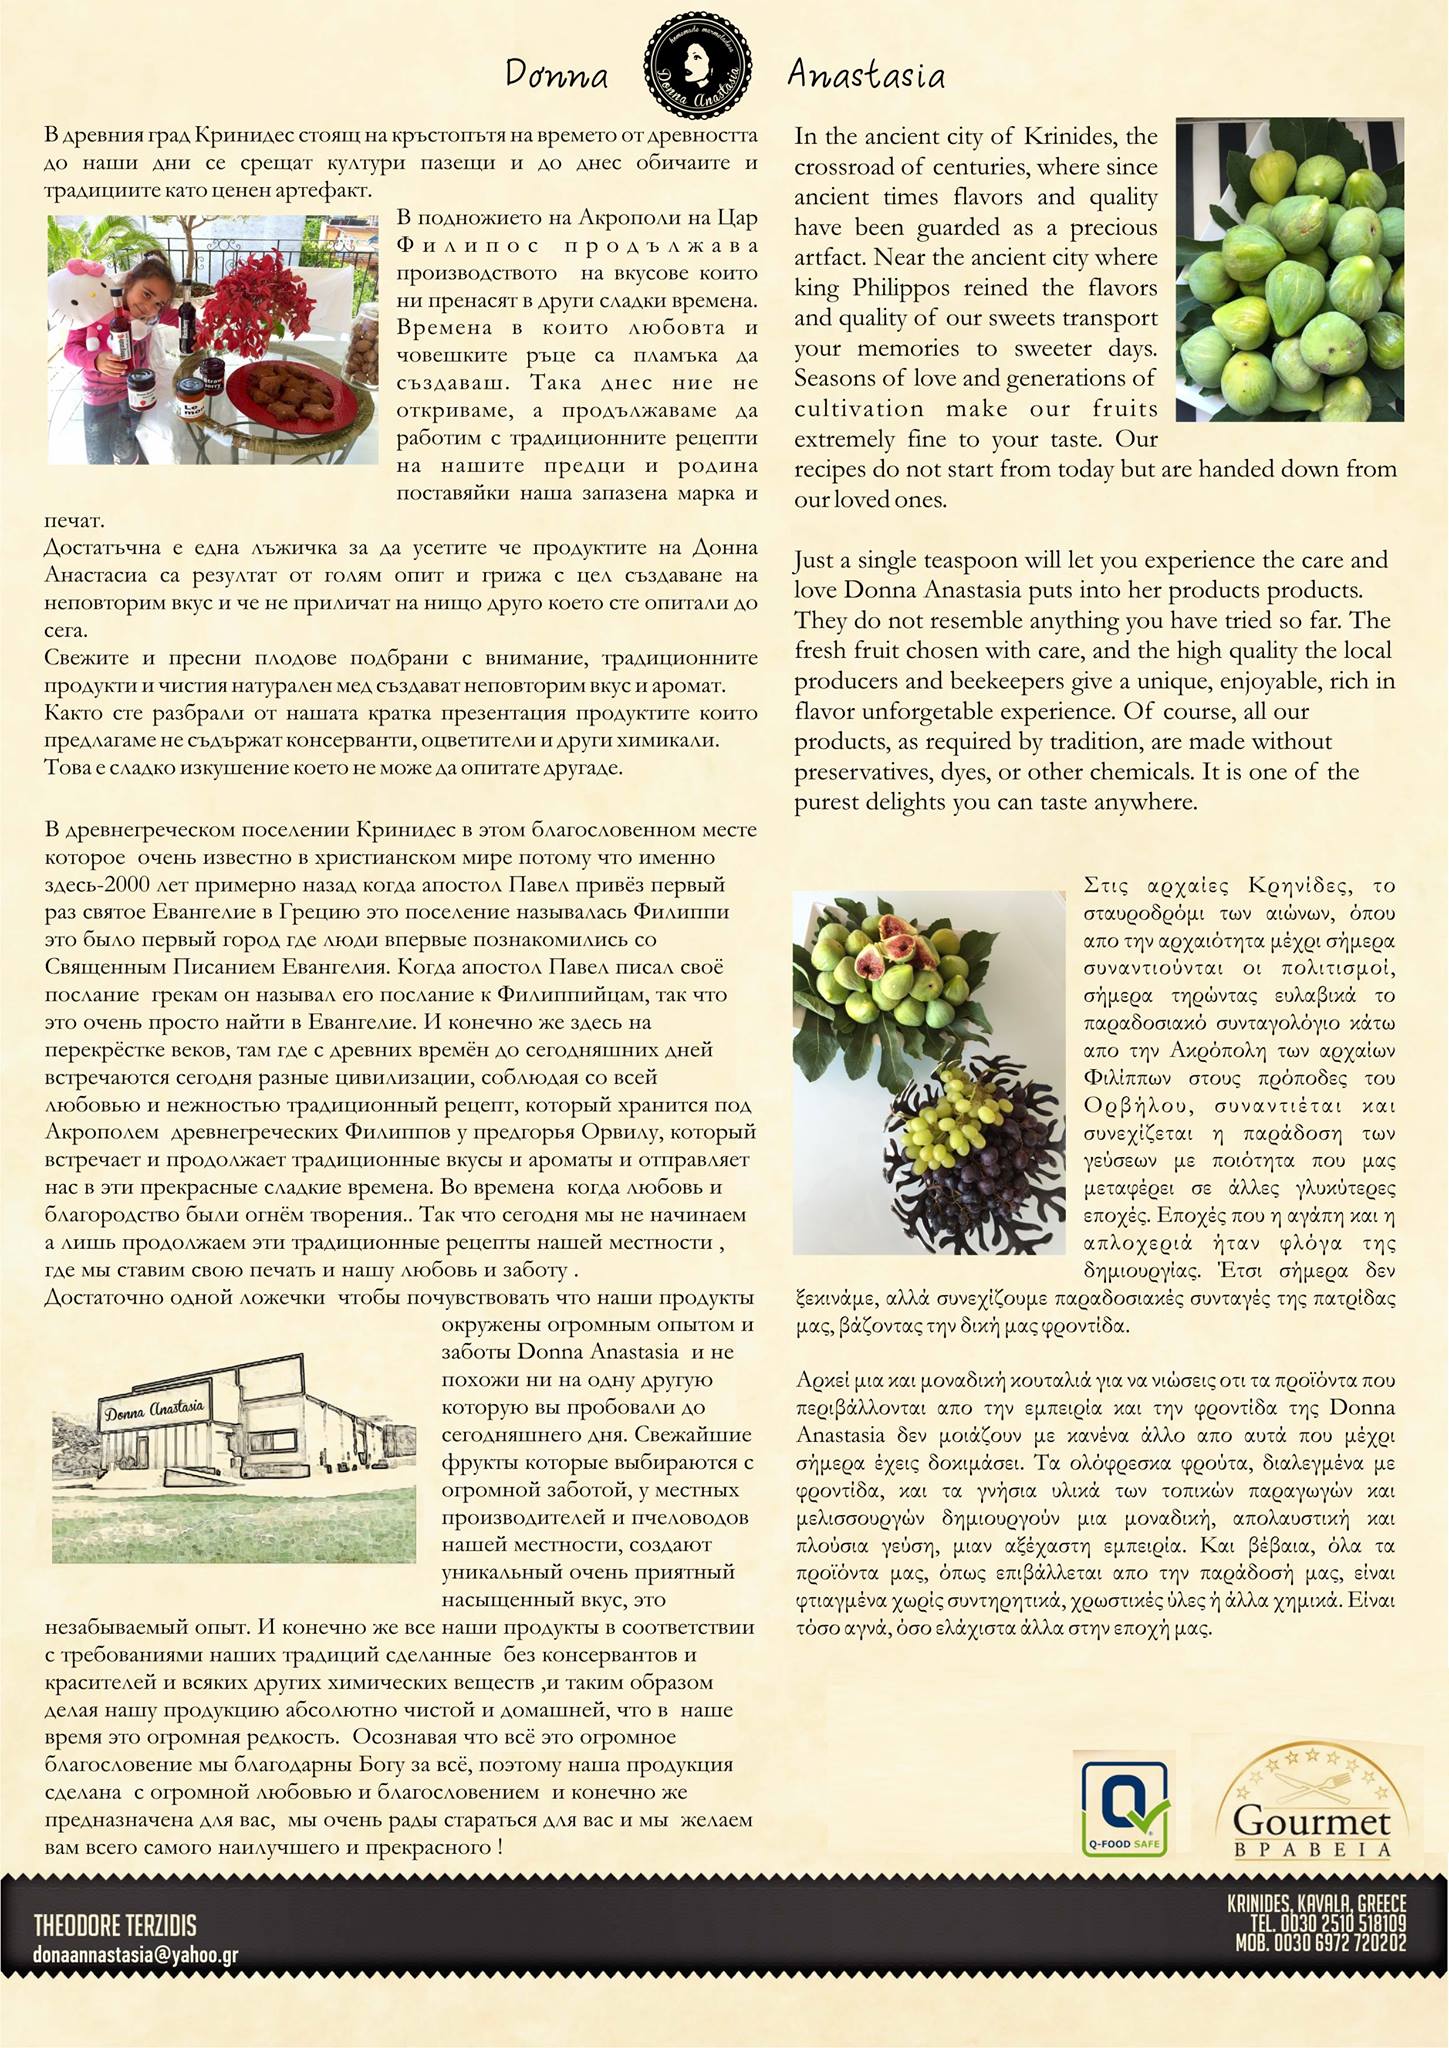 Donna Anastasia
homemade marmelades
Donna Anastasia
В древния град Кринидес стоящ на кръстопътя на времето от древността
до наши дни се срещат култури пазещи и до днес обичаите и
традициите като ценен артефакт.
В подножието на Акрополи на Цар
Филипос продължава
производството на вкусове които
ни пренасят в други сладки времена.
Времена в които любовта и
човешките ръце са пламъка да
създаваш. Така днес ние не
откриваме, а продължаваме да
работим с традиционните рецепти
на нашите предци и родина
поставяйки наша запазена марка и
печат.
Достатъчна е една лъжичка за да усетите че продуктите на Донна
Анастасиа са резултат от голям опит и грижа с цел създаване на
неповторим вкус и че не приличат на нищо друго което сте опитали до
сега.
Свежите и пресни плодове подбрани с внимание, традиционните
продукти и чистия натурален мед създават неповторим вкус и аромат.
Както сте разбрали от нашата кратка презентация продуктите които
предлагаме не съдържат консерванти, оцветители и други химикали.
Това е сладко изкушение което не може да опитате другаде.
В древнегреческом поселении Кринидес в этом благословенном месте
которое очень известно в христианском мире потому что именно
здесь-2000 лет примерно назад когда апостол Павел привёз первый
раз святое Евангелие в Грецию это поселение называлась Филиппи
это было первый город где люди впервые познакомились со
Священным Писанием Евангелия. Когда апостол Павел писал своё
послание грекам он называл его послание к Филиппийцам, так что
это очень просто найти в Евангелие. И конечно же здесь на
перекрёстке веков, там где с древних времён до сегодняшних дней
встречаются сегодня разные цивилизации, соблюдая со всей
любовью и нежностью традиционный рецепт, который хранится под
Акрополем древнегреческих Филиппов у предгорья Орвилу, который
встречает и продолжает традиционные вкусы и ароматы и отправляет
нас в эти прекрасные сладкие времена. Во времена когда любовь и
благородство были огнём творения.. Так что сегодня мы не начинаем
а лишь продолжаем эти традиционные рецепты нашей местности ,
где мы ставим свою печать и нашу любовь и заботу .
Достаточно одной ложечки чтобы почувствовать что наши продукты
окружены огромным опытом и
заботы Donna Anastasia и не
похожи ни на одну другую
которую вы пробовали до
сегодняшнего дня. Свежайшие
фрукты которые выбираются с
огромной заботой, у местных
производителей и пчеловодов
нашей местности, создают
уникальный очень приятный
насыщенный вкус, это
незабываемый опыт. И конечно же все наши продукты в соответствии
с требованиями наших традиций сделанные без консервантов и
красителей и всяких других химических веществ ,и таким образом
делая нашу продукцию абсолютно чистой и домашней, что в наше
время это огромная редкость. Осознавая что всё это огромное
благословение мы благодарны Богу за всё, поэтому наша продукция
сделана с огромной любовью и благословением и конечно же
предназначена для вас, мы очень рады стараться для вас и мы желаем
вам всего самого наилучшего и прекрасного !
Donna Anastasia
In the ancient city of Krinides, the
crossroad of centuries, where since
ancient times flavors and quality
have been guarded as a precious
artfact. Near the ancient city where
king Philippos reined the flavors
and quality of our sweets transport
your memories to sweeter days.
Seasons of love and generations of
cultivation make our fruits
extremely fine to your taste. Our
recipes do not start from today but are handed down from
our loved ones.
Just a single teaspoon will let you experience the care and
love Donna Anastasia puts into her products products.
They do not resemble anything you have tried so far. The
fresh fruit chosen with care, and the high quality the local
producers and beekeepers give a unique, enjoyable, rich in
flavor unforgetable experience. Of course, all our
products, as required by tradition, are made without
preservatives, dyes, or other chemicals. It is one of the
purest delights you can taste anywhere.
Στις αρχαίες Κρηνίδες, το
σταυροδρόμι των αιώνων, όπου
απο την αρχαιότητα μέχρι σήμερα
συναντιούνται οι πολιτισμοί,
σήμερα τηρώντας ευλαβικά το
παραδοσιακό συνταγολόγιο κάτω
απο την Ακρόπολη των αρχαίων
Φιλίππων στους πρόποδες του
Ορβήλου, συναντιέται και
συνεχίζεται η παράδοση των
γεύσεων με ποιότητα που μας
μεταφέρει σε άλλες γλυκύτερες
εποχές. Εποχές που η αγάπη και η
απλοχεριά ήταν φλόγα της
δημιουργίας. Έτσι σήμερα δεν
ξεκινάμε, αλλά συνεχίζουμε παραδοσιακές συνταγές της πατρίδας
μας, βάζοντας την δική μας φροντίδα.
Αρκεί μια και μοναδική κουταλιά για να νιώσεις οτι τα προϊόντα που
περιβάλλονται απο την εμπειρία και την φροντίδα της Donna
Anastasia δεν μοιάζουν με κανένα άλλο απο αυτά που μέχρι
σήμερα έχεις δοκιμάσει. Τα ολόφρεσκα φρούτα, διαλεγμένα με
φροντίδα, και τα γνήσια υλικά των τοπικών παραγωγών και
μελισσουργών δημιουργούν μια μοναδική, απολαυστική και
πλούσια γεύση, μιαν αξέχαστη εμπειρία. Και βέβαια, όλα τα
προϊόντα μας, όπως επιβάλλεται απο την παράδοσή μας, είναι
φτιαγμένα χωρίς συντηρητικά, χρωστικές ύλες ή άλλα χημικά. Είναι
τόσο αγνά, όσο ελάχιστα άλλα στην εποχή μας.
Q-FOOD SAFE
Gourmet
ΒΡΑΒΕΙΑ
THEODORE TERZIDIS
donaannastasia@yahoo.gr
KRINIDES, KAVALA, GREECE
TEL. 0030 2510 518109
MOB. 0030 6972 720202